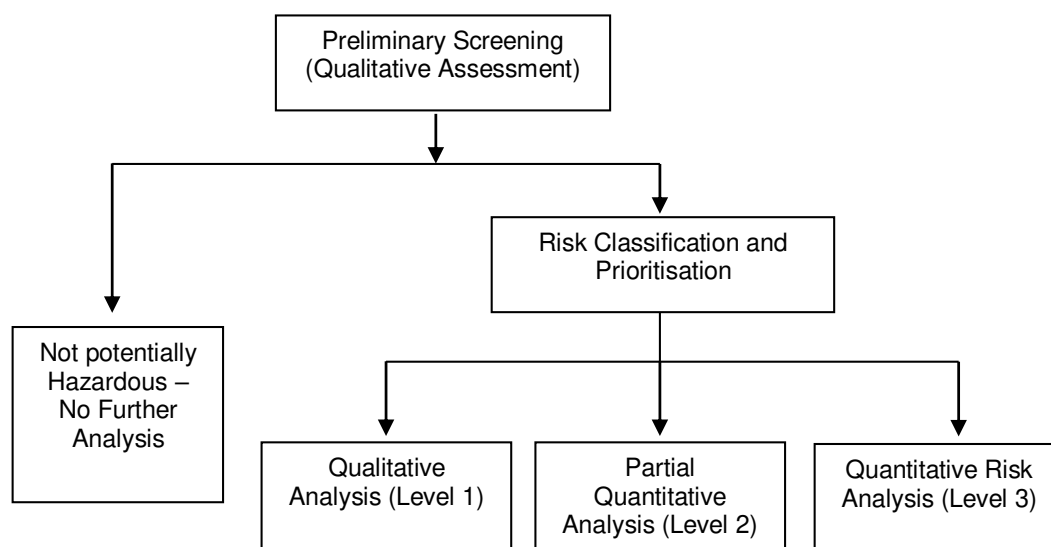 Preliminary Screening
(Qualitative Assessment)
Risk Classification and
Prioritisation
Not potentially
Hazardous –
No Further
Analysis
Qualitative
Analysis (Level 1)
Partial
Quantitative
Analysis (Level 2)
Quantitative Risk
Analysis (Level 3)